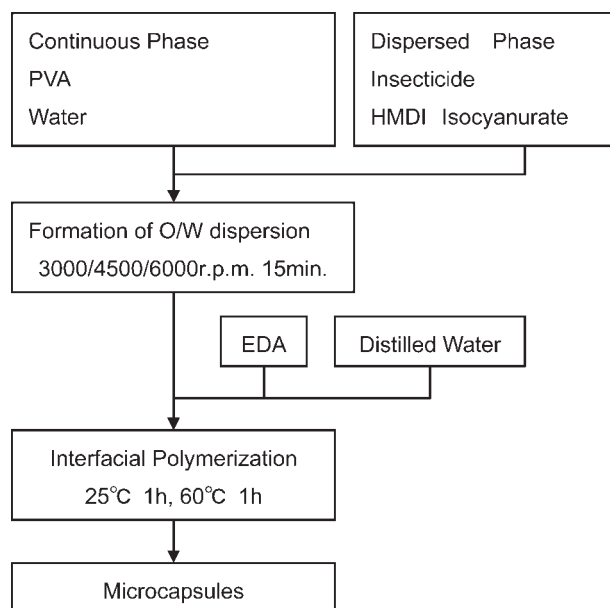 Continuous Phase
PVA
Water
Dispersed Phase
Insecticide
HMDI Isocyanurate
Formation of O/W dispersion
3000/4500/6000r.p.m. 15min.
EDA
Distilled Water
Interfacial Polymerization
25℃ 1h, 60℃ 1h
Microcapsules